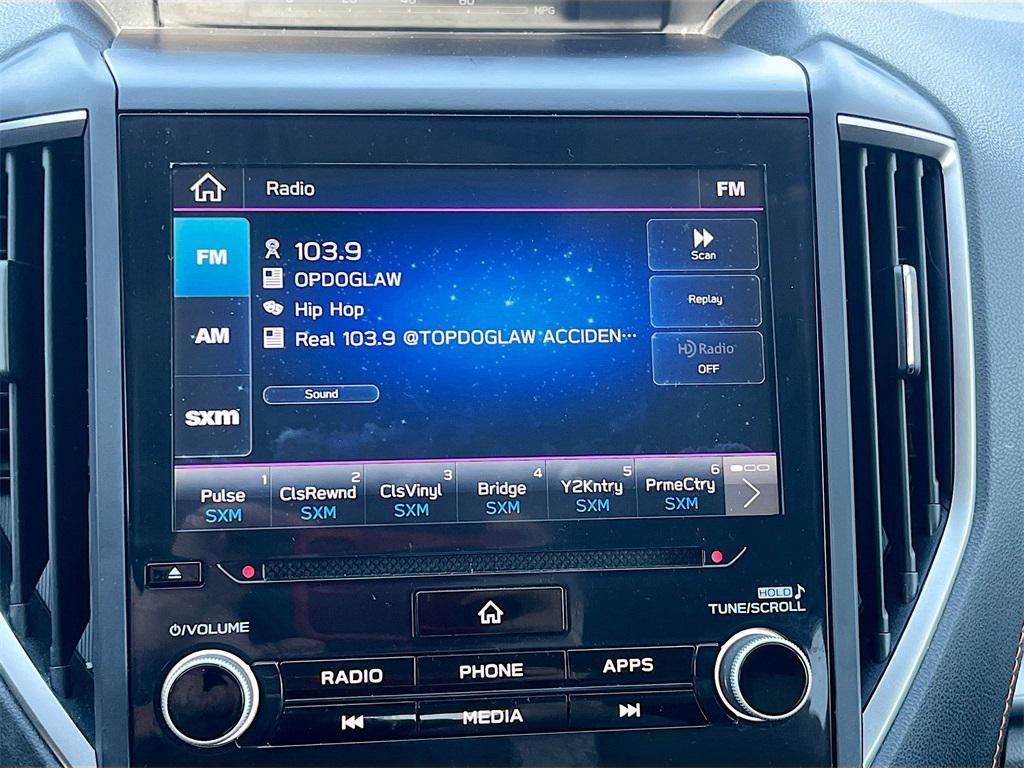 MPG
Radio
FM
FM
103.9
Scan
OPDOGLAW
Replay
Hip Hop
AM
Real 103.9 @TOPDOGLAW ACCIDEN...
HD Radio
OFF
Sound
sxm
1
Pulse
SXM
2
ClsRewnd
SXM
3
ClsVinyl
SXM
4
Bridge
SXM
5
Y2Kntry
SXM
6
PrmeCtry
SXM
HOLD
TUNE/SCROLL
/VOLUME
RADIO
PHONE
APPS
MEDIA